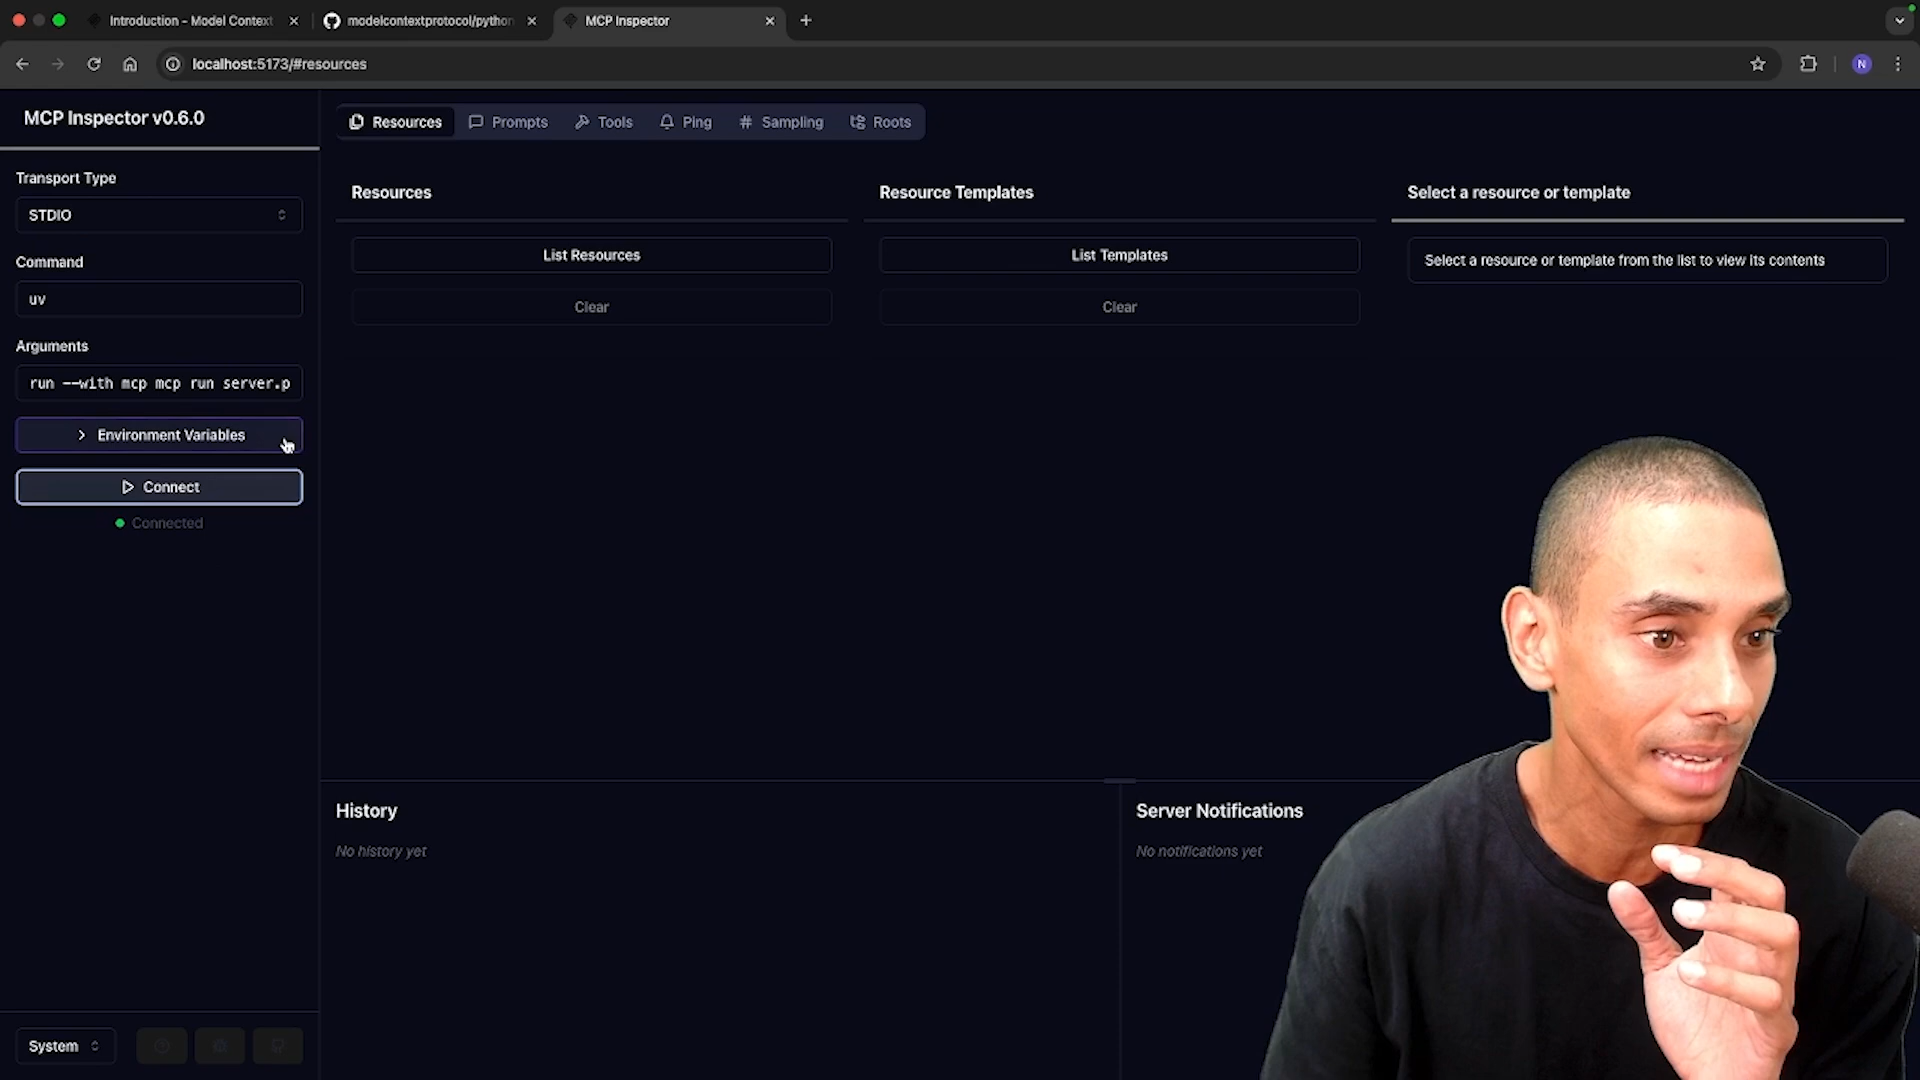 Introduction - Model Context
modelcontextprotocol/python
MCP Inspector
localhost:5173/#resources
N
MCP Inspector v0.6.0
Transport Type
STDIO
Command
uv
Arguments
run --with mcp mcp run server.p
Environment Variables
Connect
Connected
System
Resources
Prompts
Tools
Ping
Sampling
Roots
Resources
List Resources
Clear
Resource Templates
List Templates
Clear
Select a resource or template
Select a resource or template from the list to view its contents
History
No history yet
Server Notifications
No notifications yet